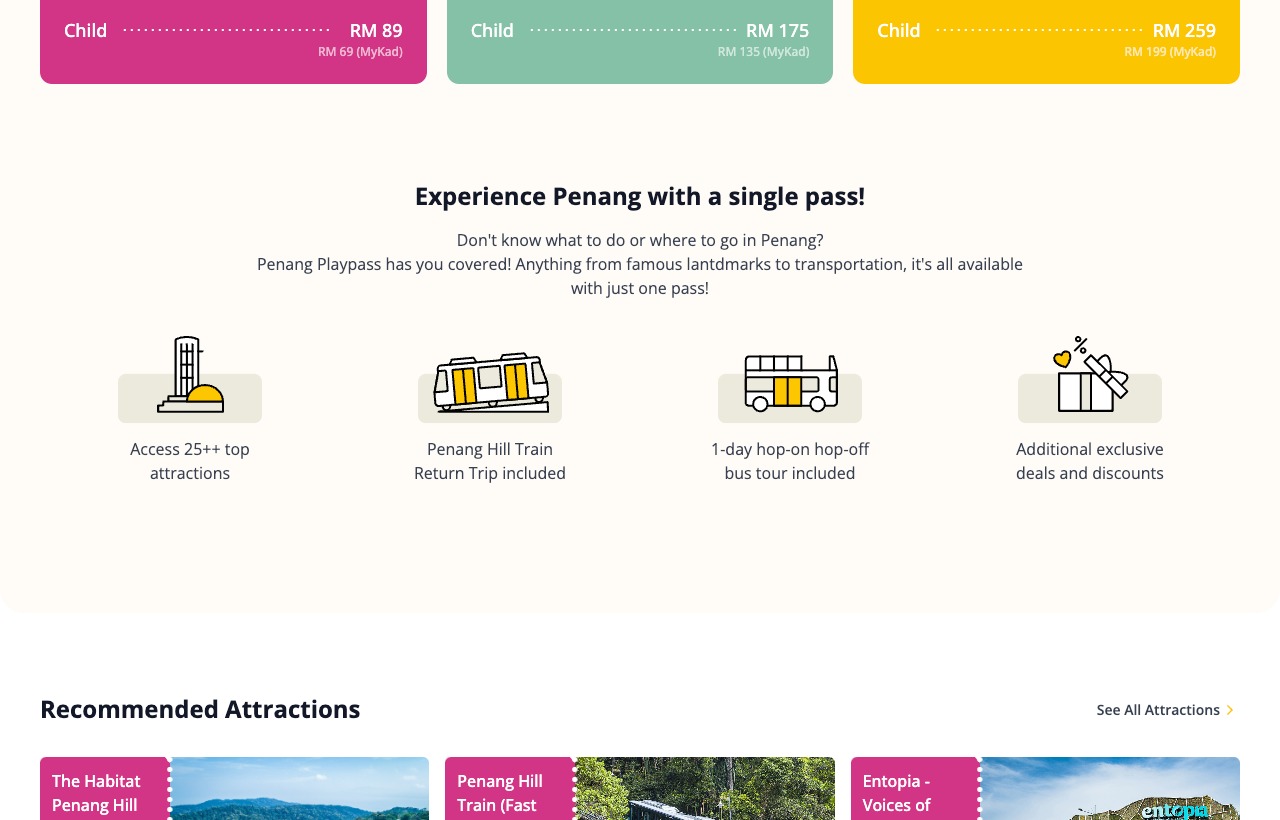 Child RM 89
RM 69 (MyKad)
Child RM 175
RM 135 (MyKad)
Child RM 259
RM 199 (MyKad)
Experience Penang with a single pass!
Don't know what to do or where to go in Penang?
Penang Playpass has you covered! Anything from famous lantdmarks to transportation, it's all available
with just one pass!
Access 25++ top
attractions
Penang Hill Train
Return Trip included
1-day hop-on hop-off
bus tour included
%
Additional exclusive
deals and discounts
Recommended Attractions
See All Attractions
The Habitat
Penang Hill
Penang Hill
Train (Fast
Entopia -
Voices of
entopia